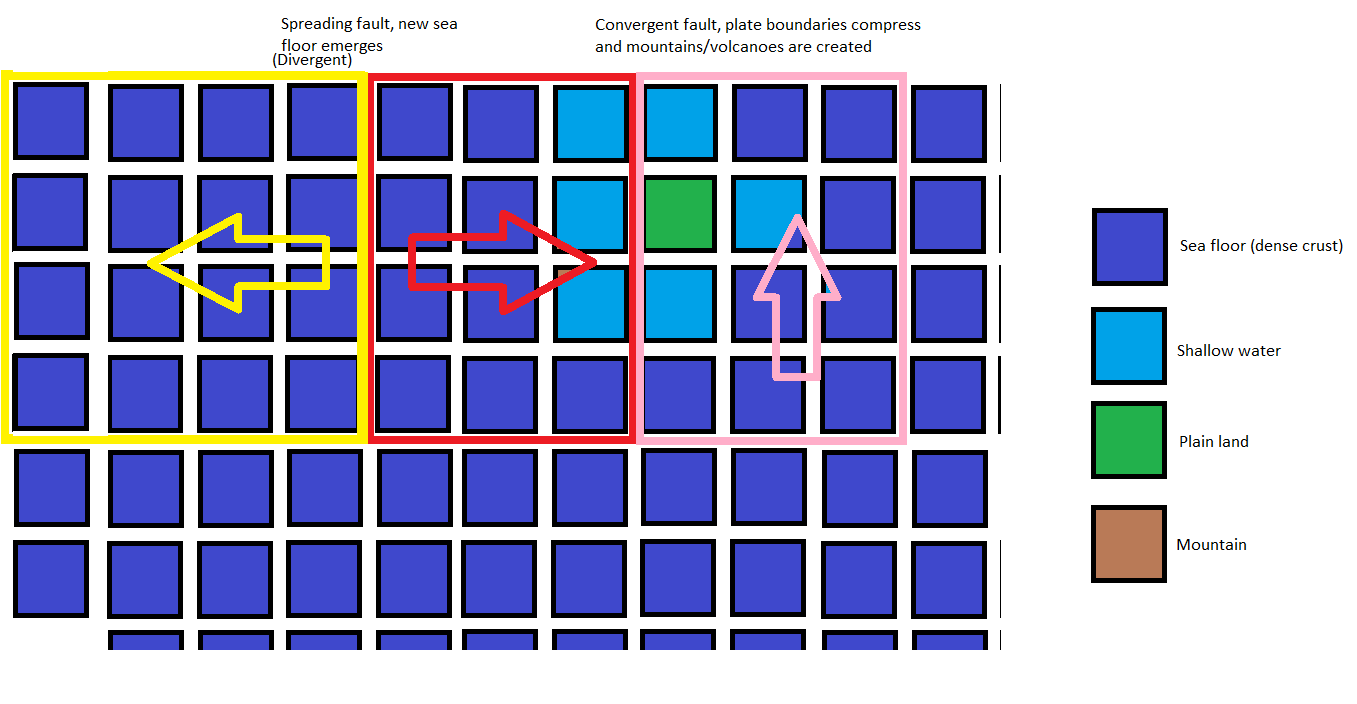 Spreading fault, new sea
floor emerges
(Divergent)
Convergent fault, plate boundaries compress
and mountains/volcanoes are created
Sea floor (dense crust)
Shallow water
Plain land
Mountain